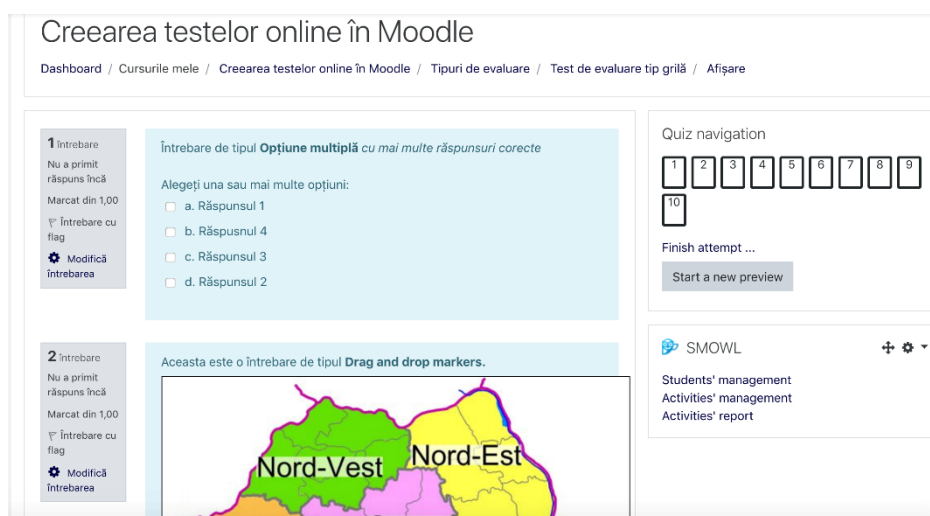 Creearea testelor online în Moodle
Dashboard / Cursurile mele / Creearea testelor online în Moodle / Tipuri de evaluare / Test de evaluare tip grilă / Afișare
1 întrebare
Nu a primit
răspuns încă
Marcat din 1,00
Întrebare cu
flag
Modifică
întrebarea
Întrebare de tipul Opțiune multiplă cu mai multe răspunsuri corecte
Alegeți una sau mai multe opțiuni:
a. Răspunsul 1
b. Răspusnul 4
c. Răspunsul 3
d. Răspunsul 2
2 întrebare
Nu a primit
răspuns încă
Marcat din 1,00
Întrebare cu
flag
Modifică
întrebarea
Aceasta este o întrebare de tipul Drag and drop markers.
Nord-Vest
Nord-Est
Quiz navigation
1 2 3 4 5 6 7 8 9
10
Finish attempt ...
Start a new preview
SMOWL
Students' management
Activities' management
Activities' report